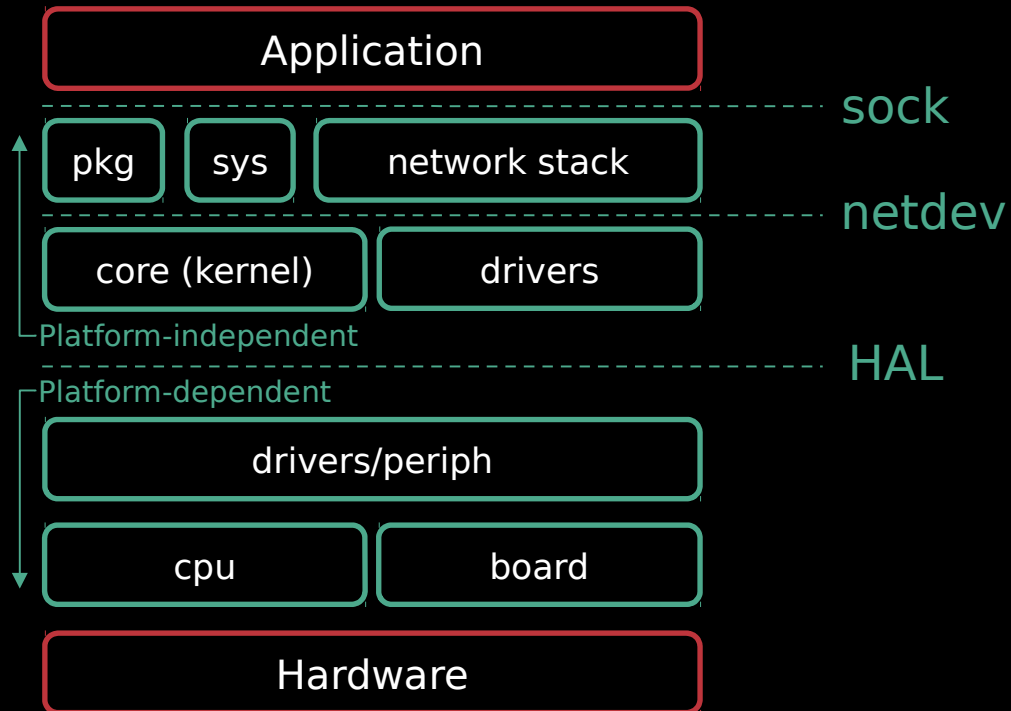 Application
sock
pkg
sys
network stack
netdev
core (kernel)
drivers
Platform-independent
HAL
Platform-dependent
drivers/periph
cpu
board
Hardware